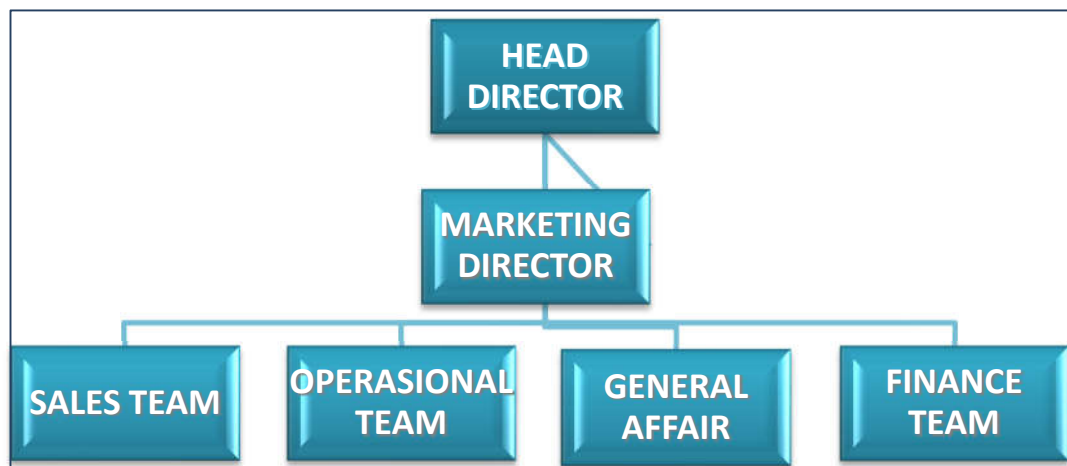 HEAD
DIRECTOR
MARKETING
DIRECTOR
SALES TEAM
OPERASIONAL
TEAM
GENERAL
AFFAIR
FINANCE
TEAM